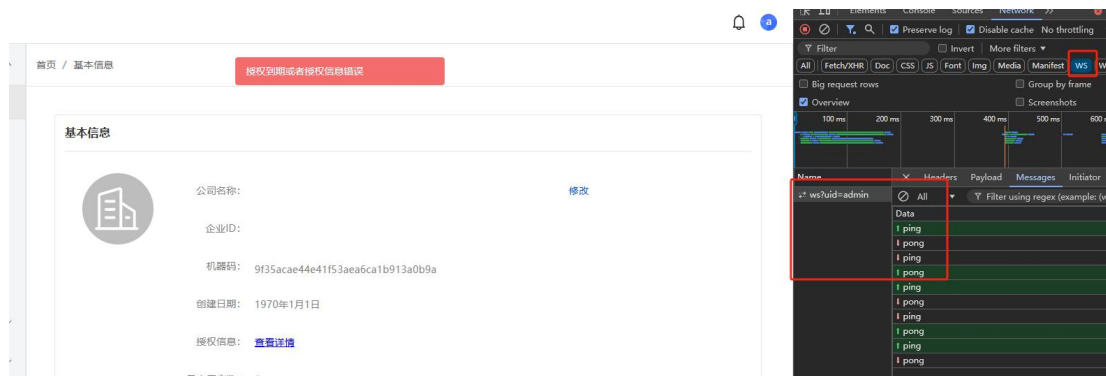 a
首页 / 基本信息
授权到期或者授权信息错误
基本信息
公司名称:
修改
企业ID:
机器码: 9f35acae44e41f53aea6ca1b913a0b9a
创建日期: 1970年1月1日
授权信息: 查看详情
Elements Console Sources Network
Preserve log Disable cache No throttling
Filter Invert More filters ▼
All Fetch/XHR Doc CSS JS Font Img Media Manifest WS W
Big request rows Group by frame
Overview Screenshots
100 ms 200 ms 300 ms 400 ms 500 ms 600
Name × Headers Payload Messages Initiator
ws?uid=admin All ▼ Filter using regex (example: (w
Data
↑ ping
↓ pong
↓ ping
↑ pong
↑ ping
↓ pong
↓ ping
↑ pong
↑ ping
↓ pong